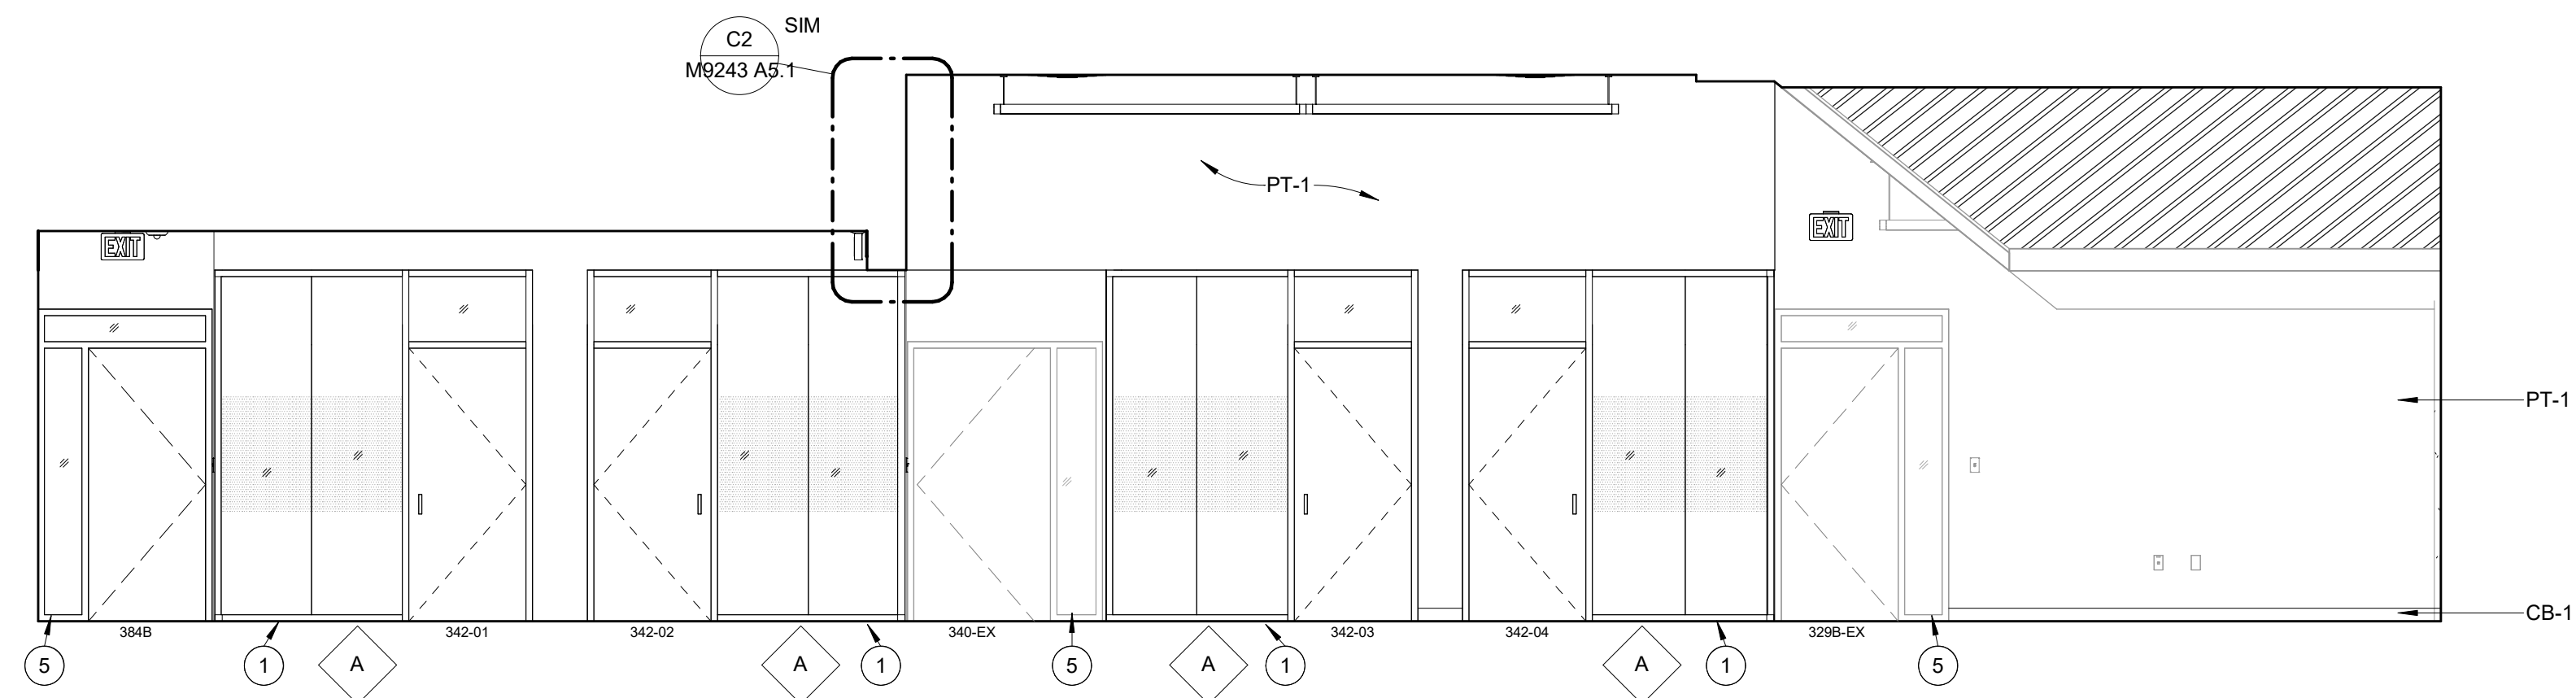 C2
SIM
M9243 A5.1
PT-1
EXIT
EXIT
PT-1
CB-1
384B
342-01
342-02
340-EX
342-03
342-04
329B-EX
5
1
A
A
1
5
A
1
A
1
5